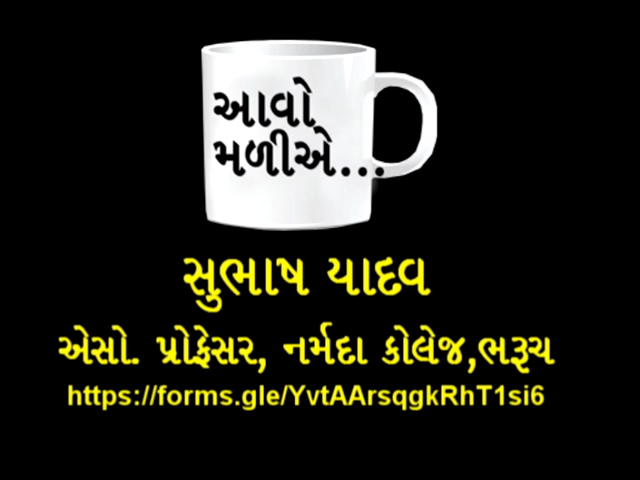 આવો
મળીએ...
સુભાષ યાદવ
એસો. પ્રોફેસર, નર્મદા કોલેજ,ભરૂચ
https://forms.gle/YvtAArsqgkRhT1si6